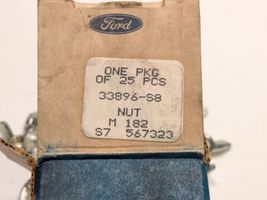 Ford
ONE PKG
OF 25 PCS
33896-S8
NUT
M 182
S7 567323